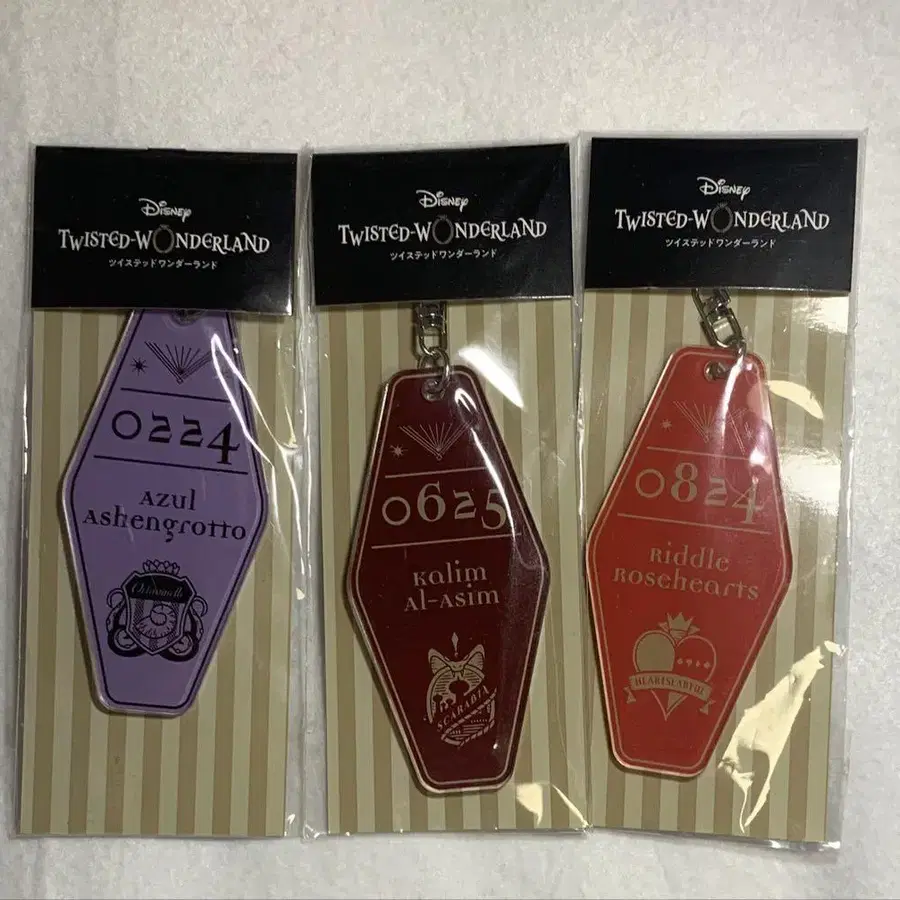 Disney
Twisted-Wonderland
ツイステッドワンダーランド
0224
Azul
Ashengrotto
Octavinelle
Disney
Twisted-Wonderland
ツイステッドワンダーランド
0625
Kalim
Al-Asim
SCARABIA
Disney
Twisted-Wonderland
ツイステッドワンダーランド
0824
Riddle
Rosehearts
HEARTSLABYUL